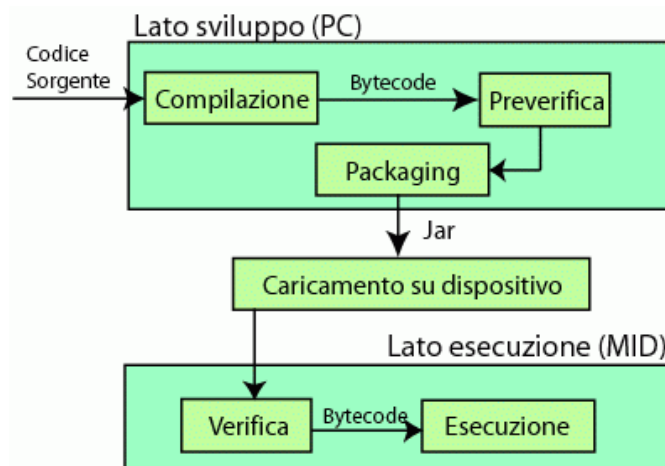 Lato sviluppo (PC)
Codice
Sorgente
Compilazione
Bytecode
Preverifica
Packaging
Jar
Caricamento su dispositivo
Lato esecuzione (MID)
Verifica
Bytecode
Esecuzione